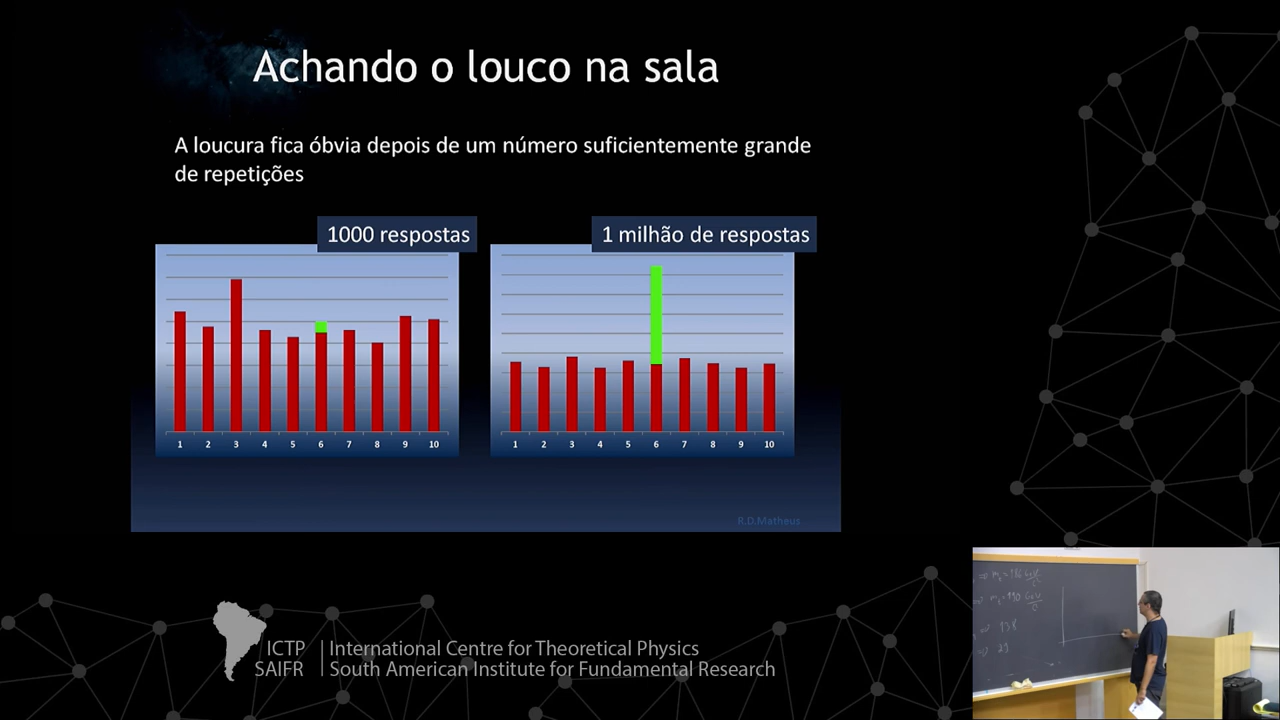 Achando o louco na sala
A loucura fica óbvia depois de um número suficientemente grande
de repetições
1000 respostas
1 milhão de respostas
1 2 3 4 5 6 7 8 9 10
1 2 3 4 5 6 7 8 9 10
R.D.Matheus
ICTP
SAIFR
International Centre for Theoretical Physics
South American Institute for Fundamental Research